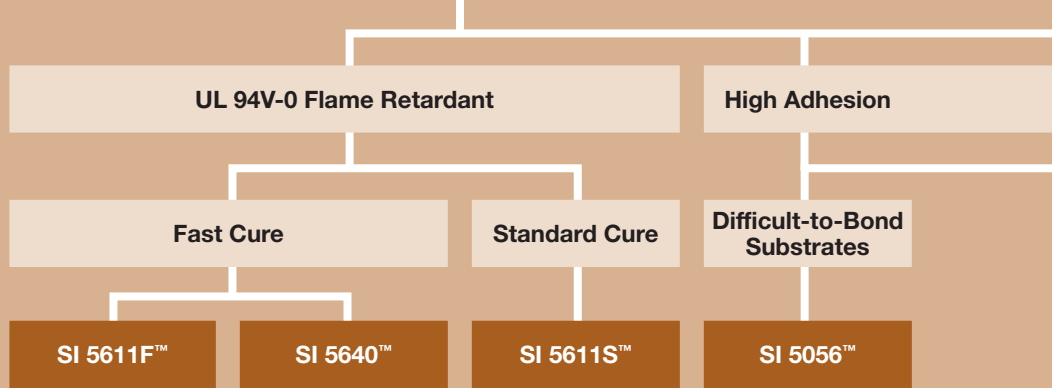 UL 94V-0 Flame Retardant
High Adhesion
Fast Cure
Standard Cure
Difficult-to-Bond
Substrates
SI 5611F™
SI 5640™
SI 5611S™
SI 5056™